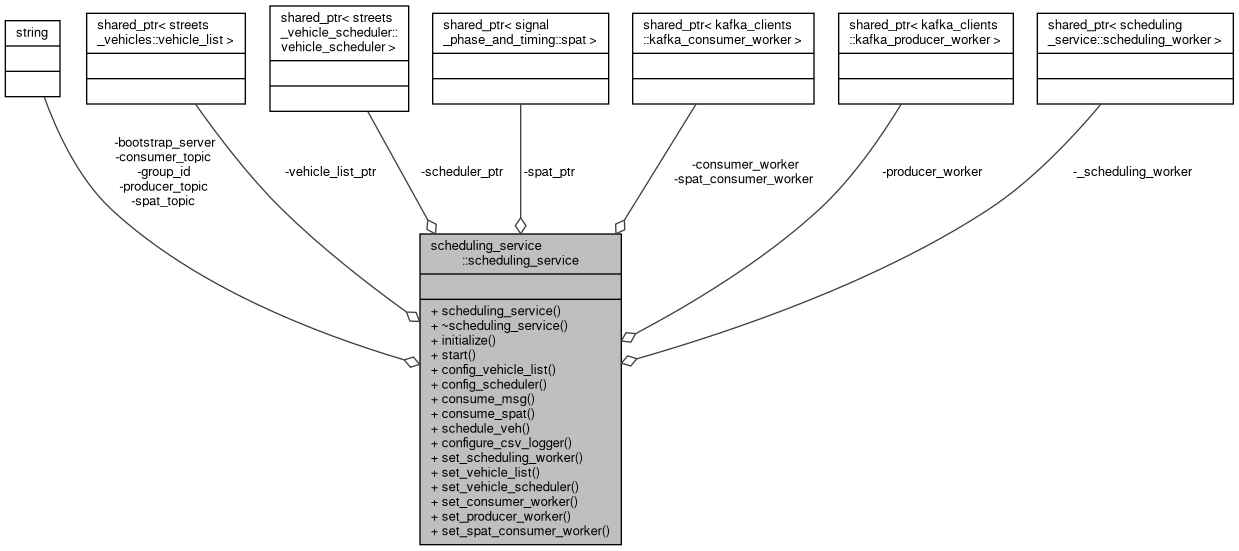 string
shared_ptr< streets
_vehicles::vehicle_list >
shared_ptr< streets
_vehicle_scheduler::
vehicle_scheduler >
shared_ptr< signal
_phase_and_timing::spat >
shared_ptr< kafka_clients
::kafka_consumer_worker >
shared_ptr< kafka_clients
::kafka_producer_worker >
shared_ptr< scheduling
_service::scheduling_worker >
-bootstrap_server
-consumer_topic
-group_id
-producer_topic
-spat_topic
-vehicle_list_ptr
-scheduler_ptr
-spat_ptr
-consumer_worker
-spat_consumer_worker
-producer_worker
-_scheduling_worker
scheduling_service
::scheduling_service
+ scheduling_service()
+ ~scheduling_service()
+ initialize()
+ start()
+ config_vehicle_list()
+ config_scheduler()
+ consume_msg()
+ consume_spat()
+ schedule_veh()
+ configure_csv_logger()
+ set_scheduling_worker()
+ set_vehicle_list()
+ set_vehicle_scheduler()
+ set_consumer_worker()
+ set_producer_worker()
+ set_spat_consumer_worker()